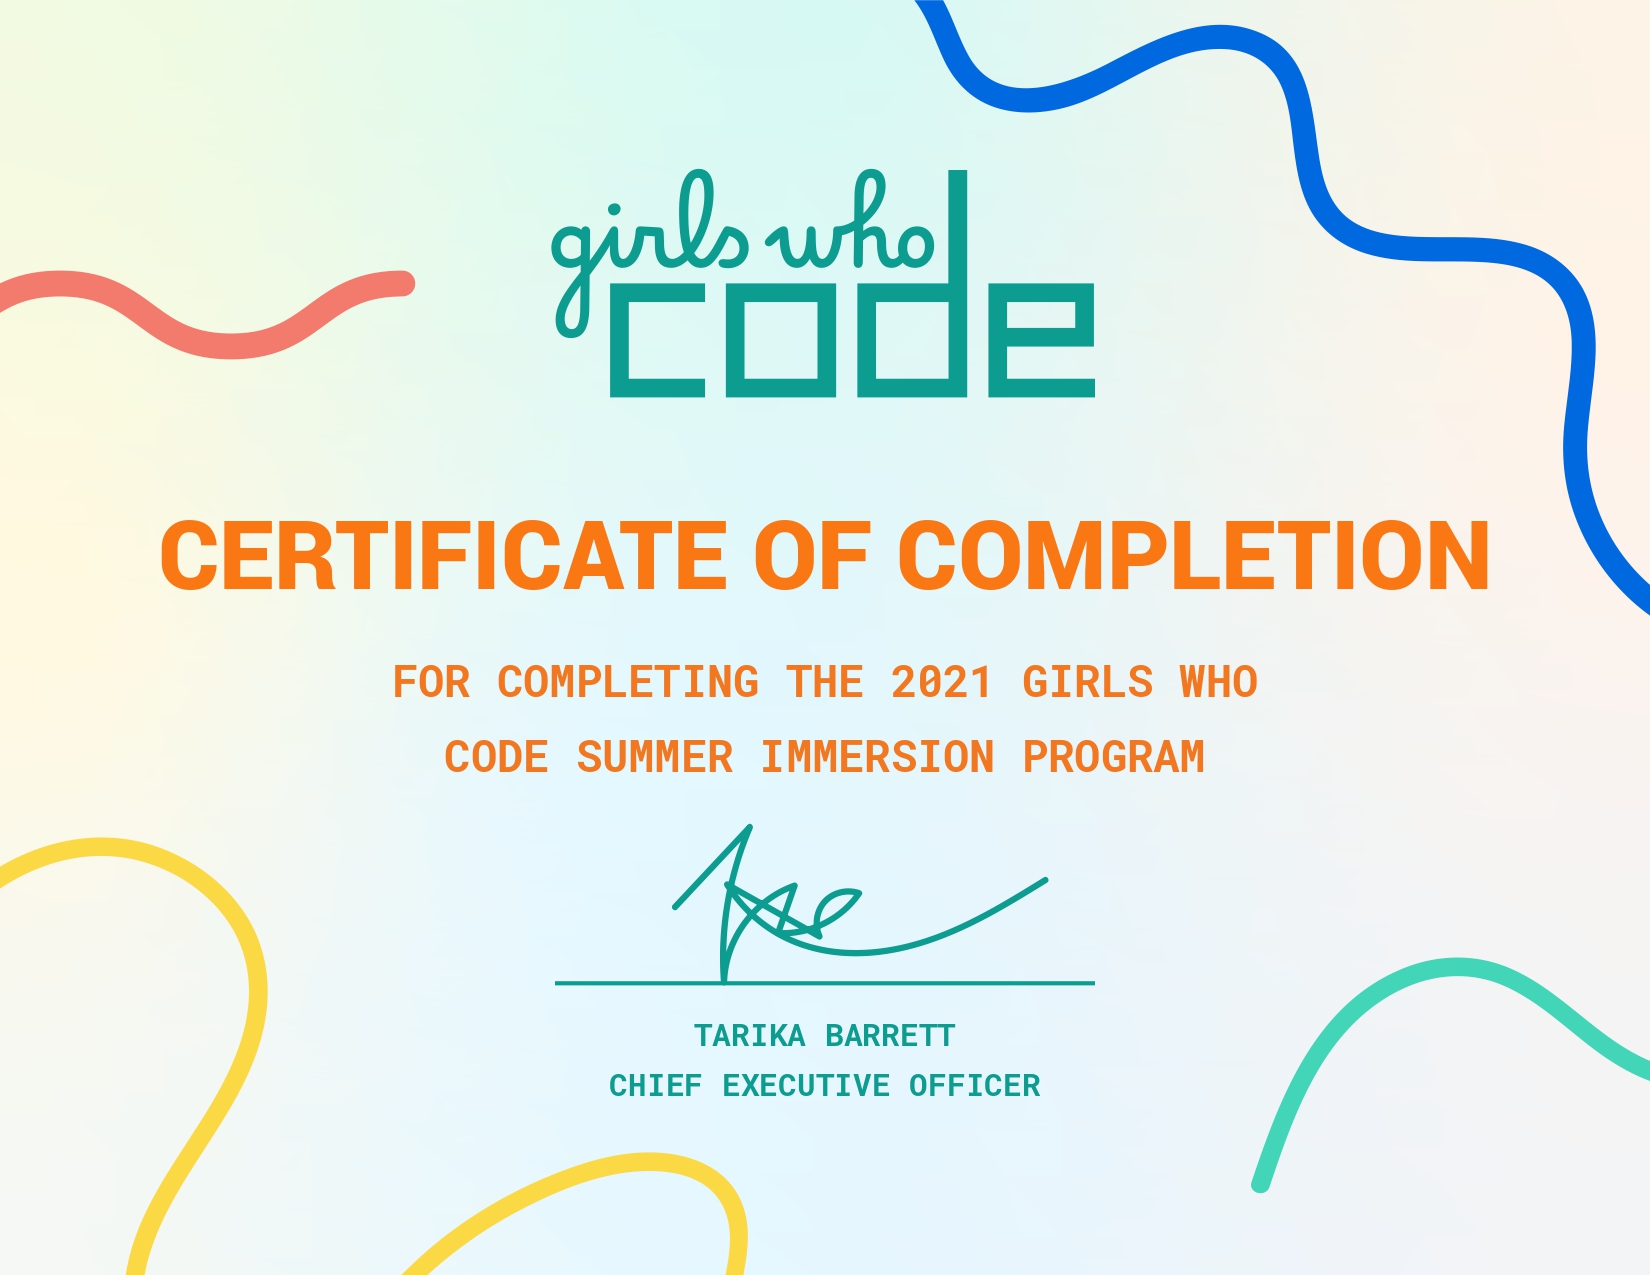 girls who
code
CERTIFICATE OF COMPLETION
FOR COMPLETING THE 2021 GIRLS WHO
CODE SUMMER IMMERSION PROGRAM
TARIKA BARRETT
CHIEF EXECUTIVE OFFICER